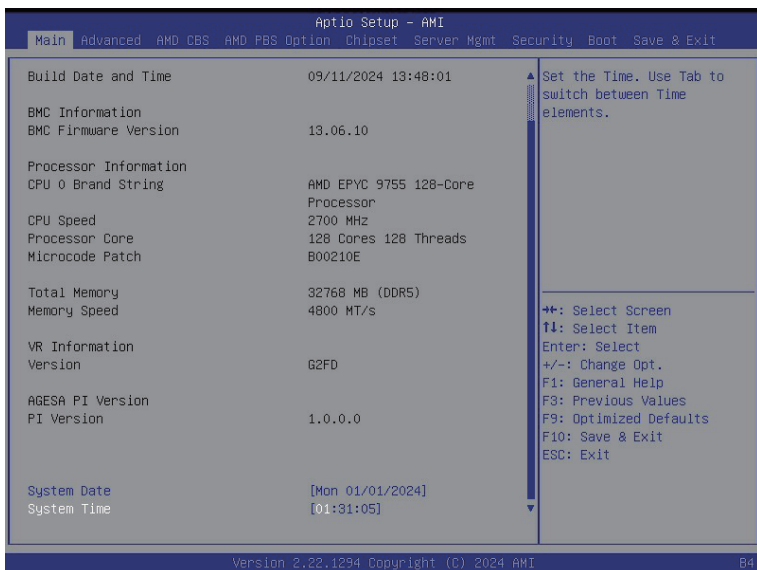 Aptio Setup – AMI
Main Advanced AMD CBS AMD PBS Option Chipset Server Mgmt Security Boot Save & Exit
Build Date and Time 09/11/2024 13:48:01
BMC Information
BMC Firmware Version 13.06.10
Processor Information
CPU 0 Brand String AMD EPYC 9755 128-Core
Processor
CPU Speed 2700 MHz
Processor Core 128 Cores 128 Threads
Microcode Patch B00210E
Total Memory 32768 MB (DDR5)
Memory Speed 4800 MT/s
VR Information
Version G2FD
AGESA PI Version
PI Version 1.0.0.0
System Date [Mon 01/01/2024]
System Time [01:31:05]
Set the Time. Use Tab to
switch between Time
elements.
→←: Select Screen
↑↓: Select Item
Enter: Select
+/-: Change Opt.
F1: General Help
F3: Previous Values
F9: Optimized Defaults
F10: Save & Exit
ESC: Exit
Version 2.22.1294 Copyright (C) 2024 AMI
B4